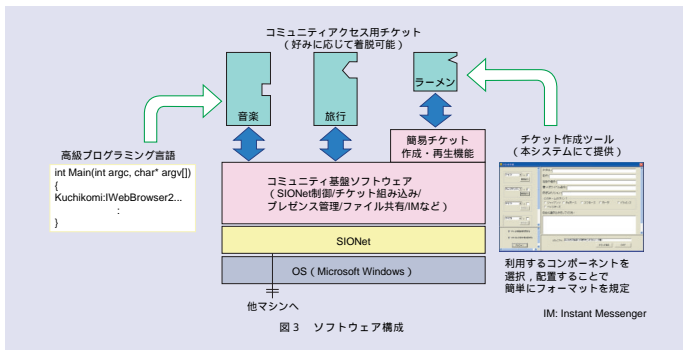 コミュニティアクセス用チケット
（好みに応じて着脱可能）
音楽
旅行
ラーメン
簡易チケット
作成・再生機能
チケット作成ツール
（本システムにて提供）
高級プログラミング言語
int Main(int argc, char* argv[])
{
Kuchikomi:IWebBrowser2...
:
}
コミュニティ基盤ソフトウェア
（SIONet制御/チケット組み込み/
プレゼンス管理/ファイル共有/IMなど）
SIONet
OS（Microsoft Windows）
他マシンへ
利用するコンポーネントを
選択，配置することで
簡単にフォーマットを規定
IM: Instant Messenger
図3　ソフトウェア構成